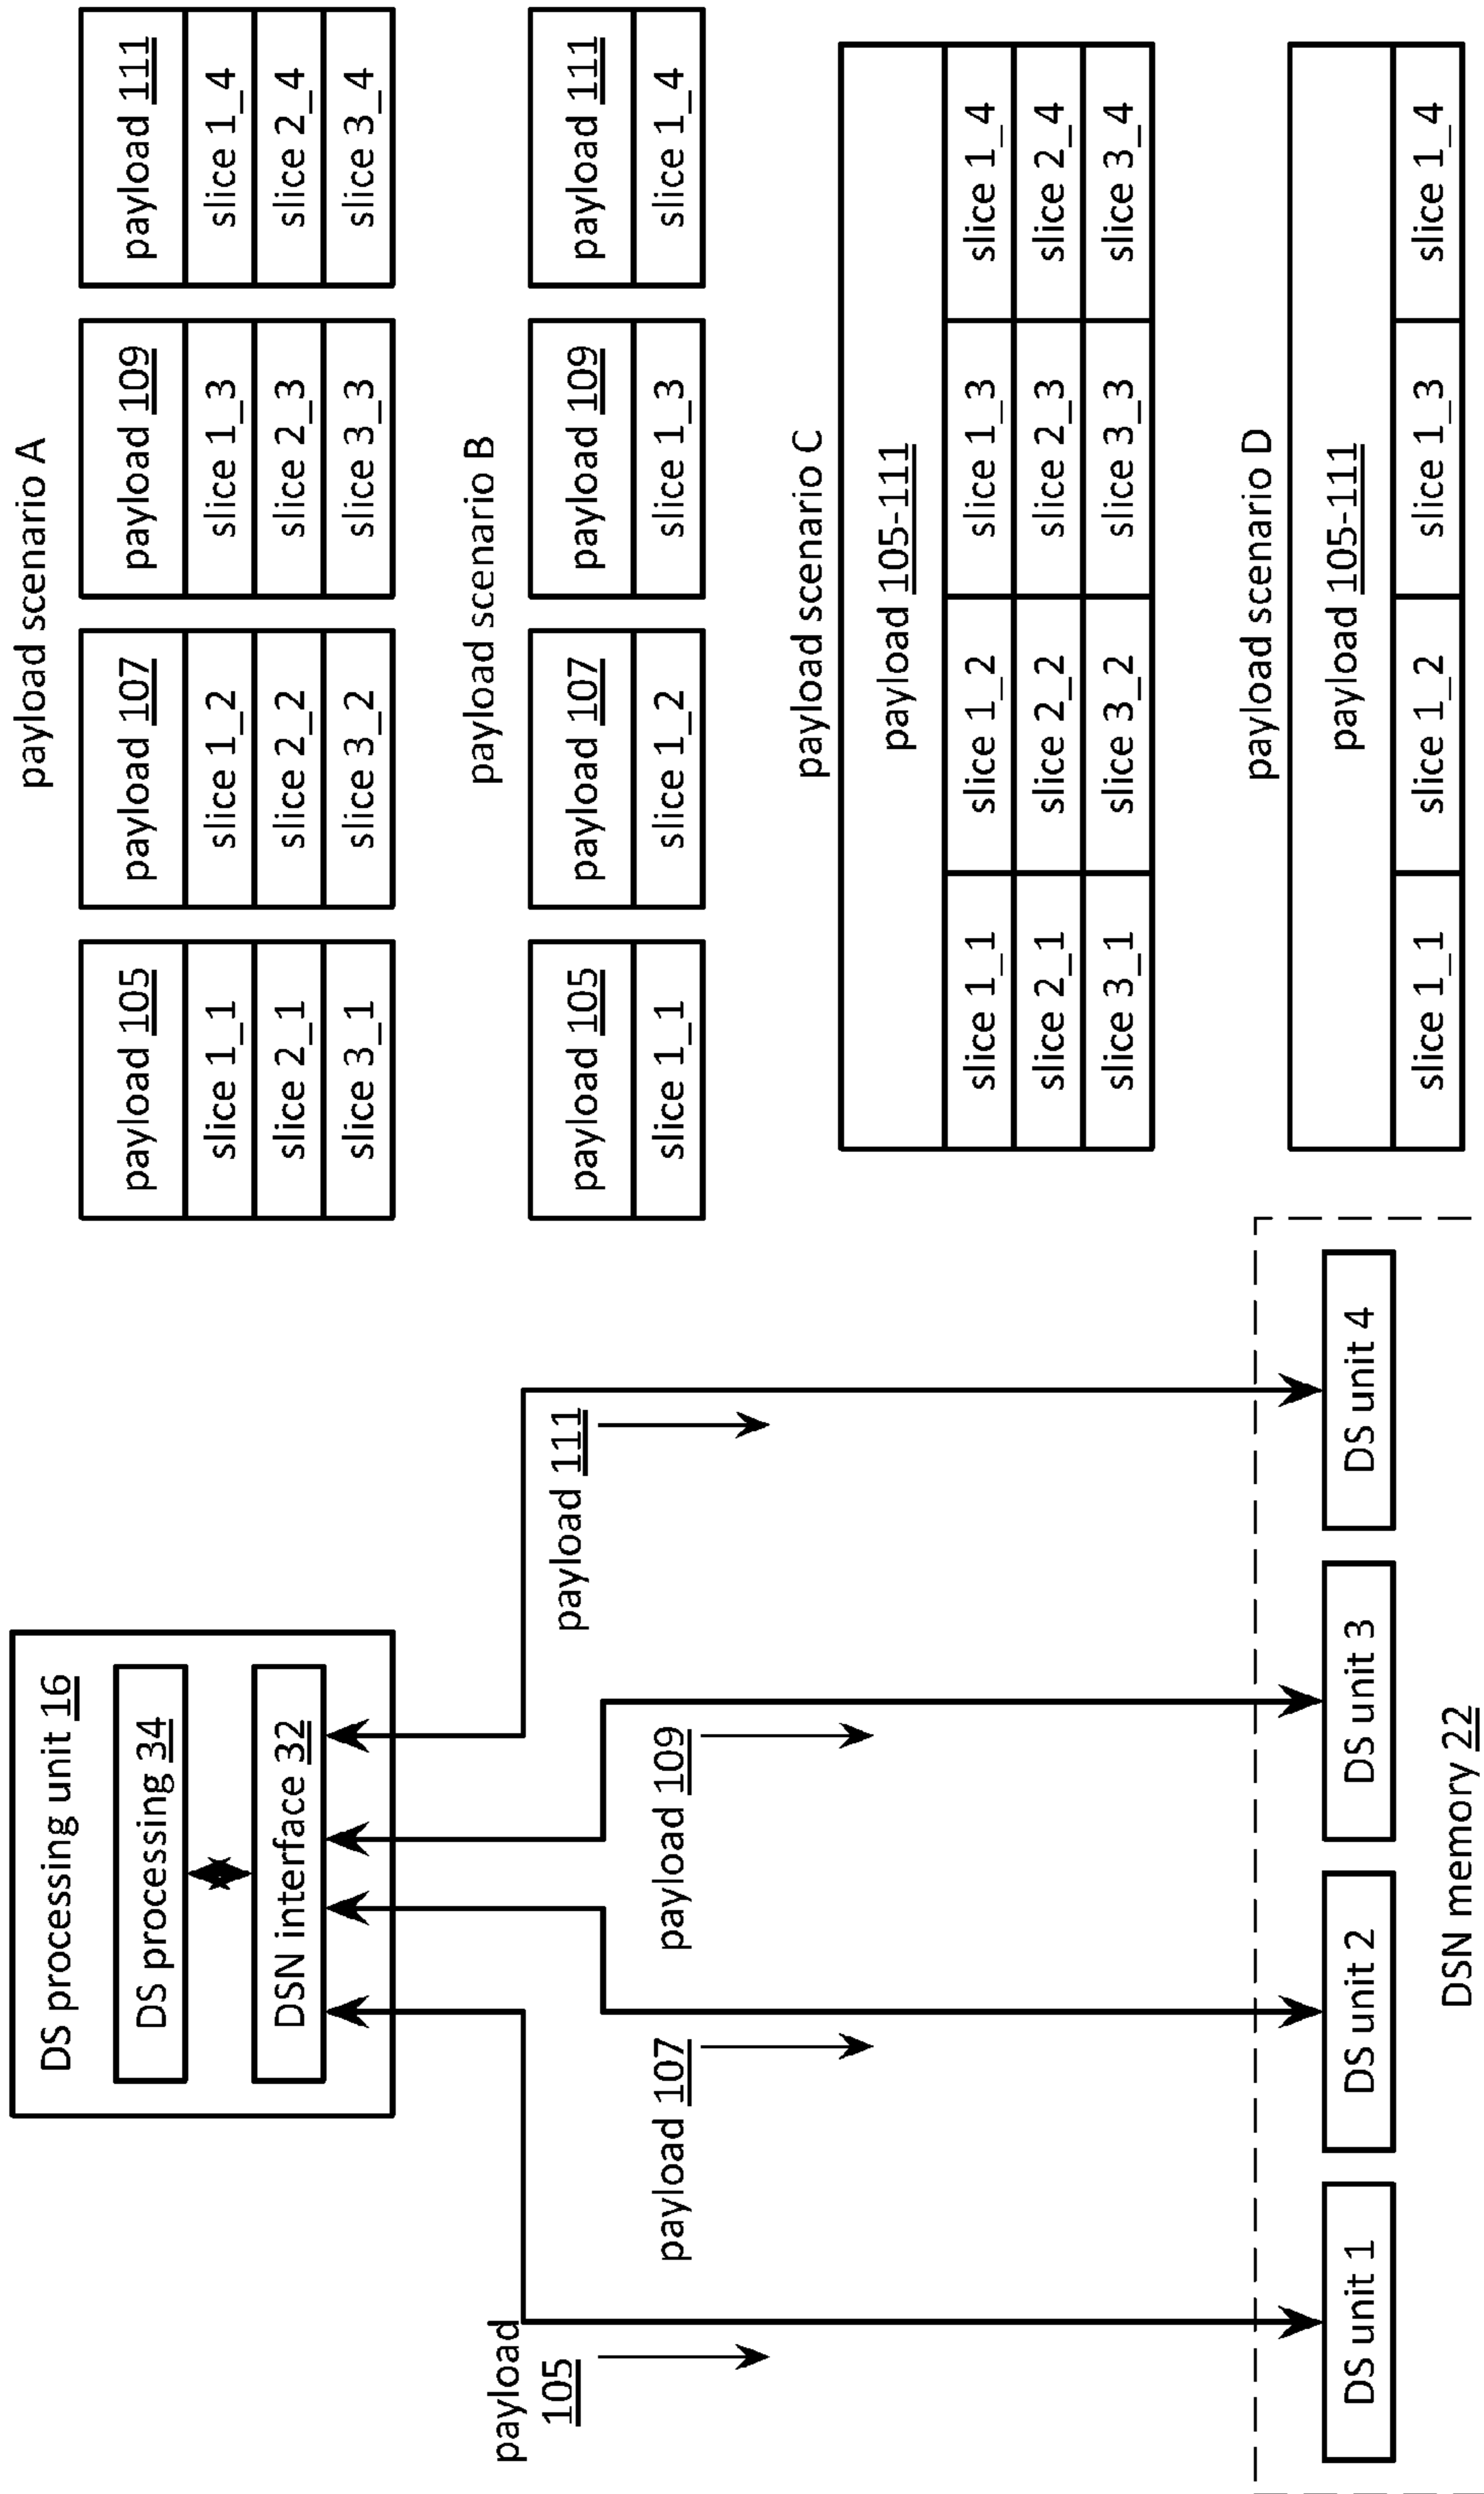 DS processing unit 16
DS processing 34
DSN interface 32
payload
105
payload 107
payload 109
payload 111
DS unit 1
DS unit 2
DS unit 3
DS unit 4
DSN memory 22
payload scenario A
payload 105
payload 107
payload 109
payload 111
slice 1_1
slice 1_2
slice 1_3
slice 1_4
slice 2_1
slice 2_2
slice 2_3
slice 2_4
slice 3_1
slice 3_2
slice 3_3
slice 3_4
payload scenario B
payload 105
payload 107
payload 109
payload 111
slice 1_1
slice 1_2
slice 1_3
slice 1_4
payload scenario C
payload 105-111
slice 1_1
slice 1_2
slice 1_3
slice 1_4
slice 2_1
slice 2_2
slice 2_3
slice 2_4
slice 3_1
slice 3_2
slice 3_3
slice 3_4
payload scenario D
payload 105-111
slice 1_1
slice 1_2
slice 1_3
slice 1_4